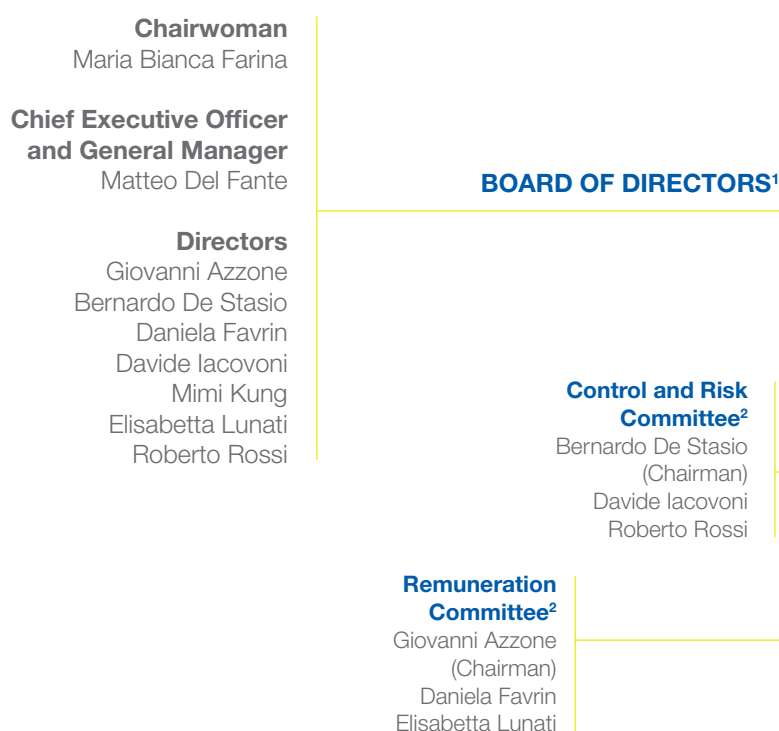 Chairwoman
Maria Bianca Farina
Chief Executive Officer
and General Manager
Matteo Del Fante
BOARD OF DIRECTORS¹
Directors
Giovanni Azzone
Bernardo De Stasio
Daniela Favrin
Davide Iacovoni
Mimi Kung
Elisabetta Lunati
Roberto Rossi
Control and Risk
Committee²
Bernardo De Stasio
(Chairman)
Davide Iacovoni
Roberto Rossi
Remuneration
Committee²
Giovanni Azzone
(Chairman)
Daniela Favrin
Elisabetta Lunati